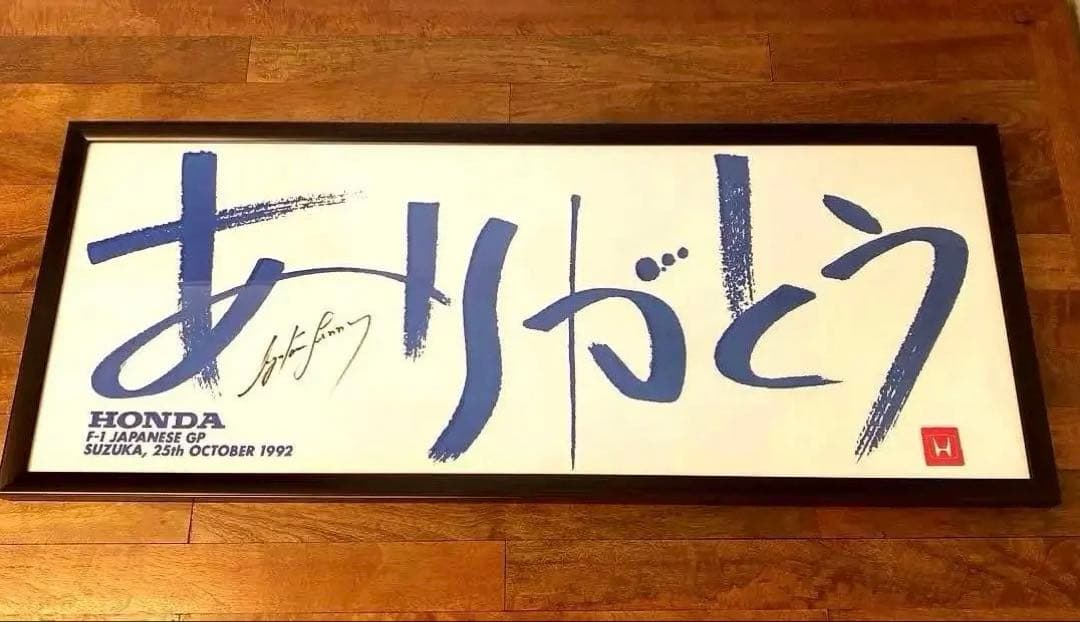 ありがとう
HONDA
F-1 JAPANESE GP
SUZUKA, 25th OCTOBER 1992